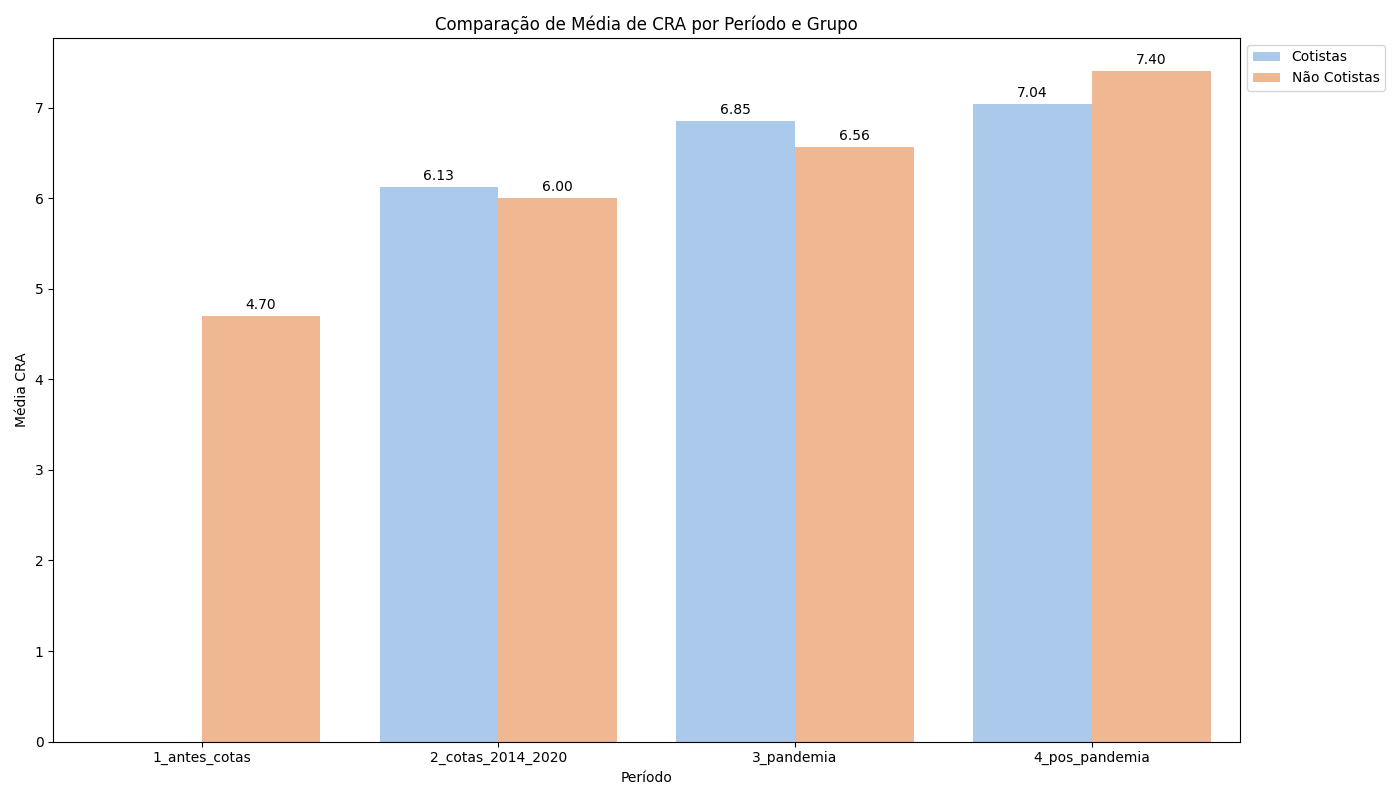 Comparação de Média de CRA por Período e Grupo
Cotistas
Não Cotistas
Média CRA
7
6
5
4
3
2
1
0
4.70
6.13
6.00
6.85
6.56
7.04
7.40
1_antes_cotas
2_cotas_2014_2020
3_pandemia
4_pos_pandemia
Período